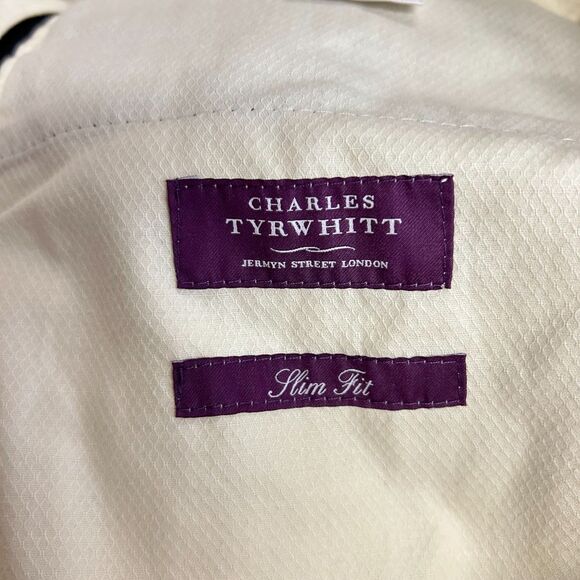 CHARLES
TYRWHITT
JERMYN STREET LONDON
Slim Fit